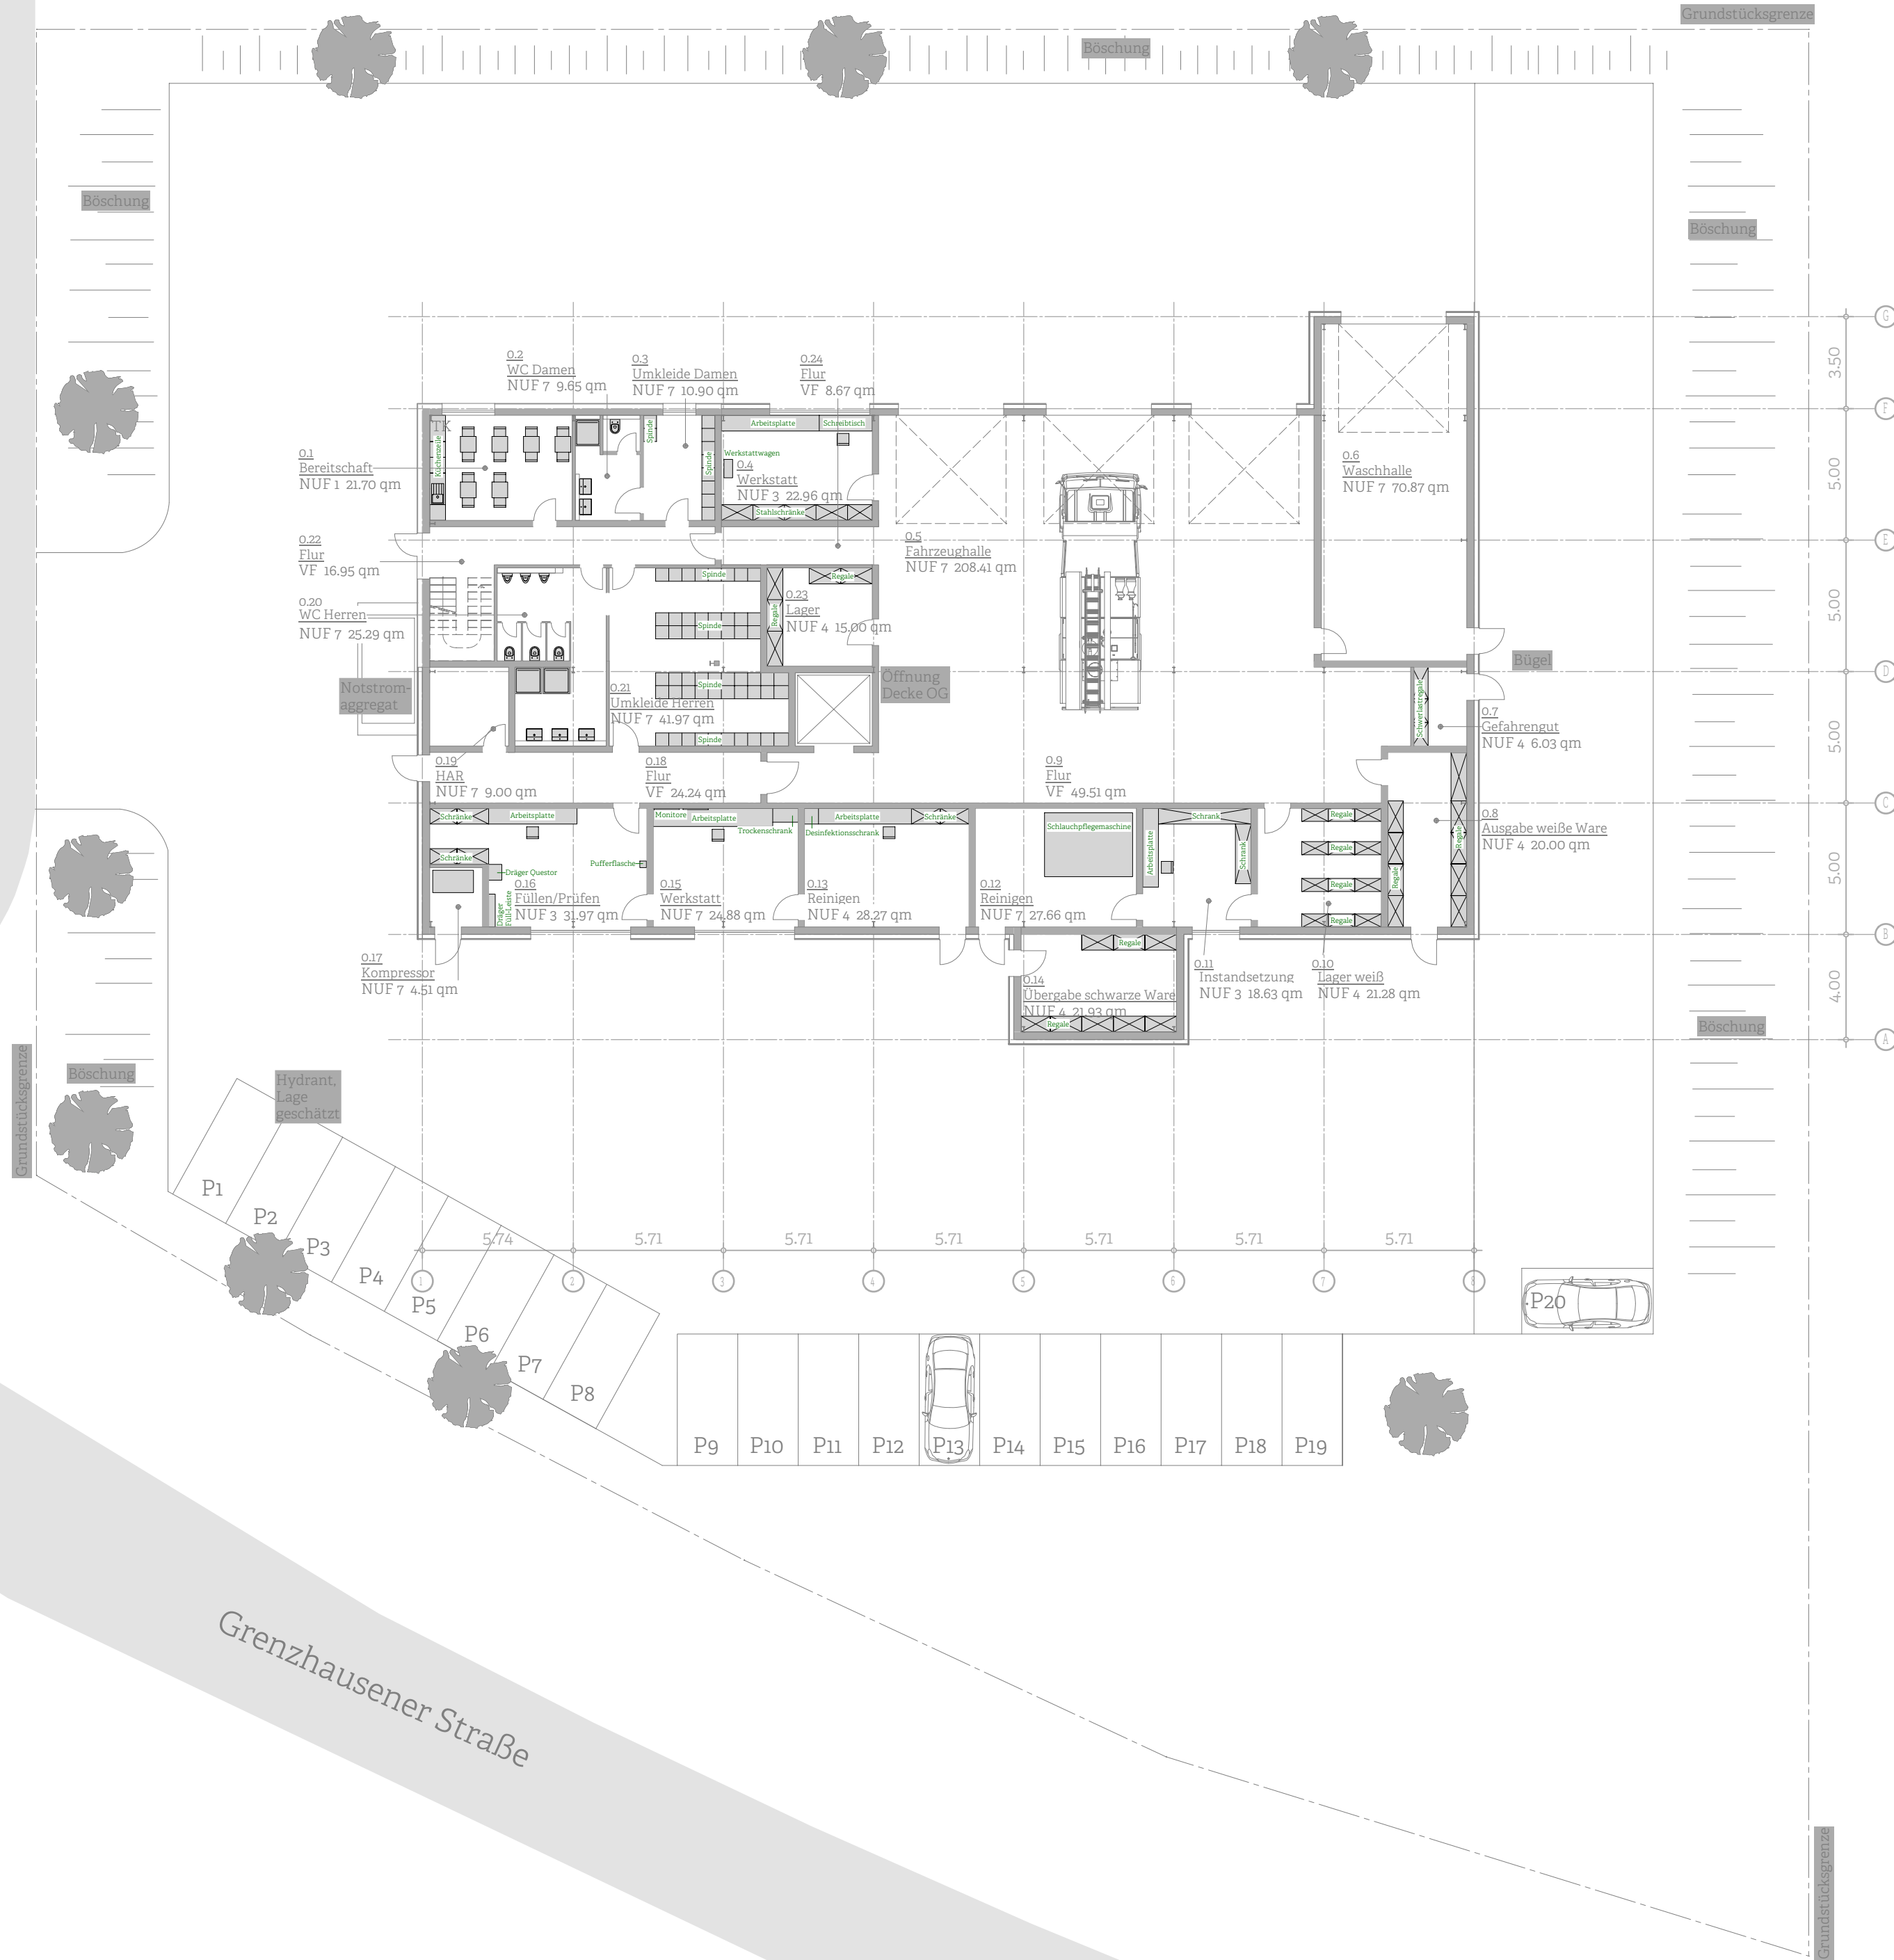 Grundstücksgrenze
Böschung
Böschung
Böschung
G
3.50
F
5.00
E
5.00
D
5.00
C
5.00
B
4.00
A
0.2
WC Damen
NUF 7 9.65 qm
0.3
Umkleide Damen
NUF 7 10.90 qm
0.24
Flur
VF 8.67 qm
TK
Küchenzeile
Spinde
Spinde
Arbeitsplatte
Schreibtisch
Werkstattwagen
0.1
Bereitschaft
NUF 1 21.70 qm
0.4
Werkstatt
NUF 3 22.96 qm
Stahlschränke
0.6
Waschhalle
NUF 7 70.87 qm
0.5
Fahrzeughalle
NUF 7 208.41 qm
0.22
Flur
VF 16.95 qm
0.20
WC Herren
NUF 7 25.29 qm
Spinde
Spinde
Spinde
Spinde
Regale
Regale
0.23
Lager
NUF 4 15.00 qm
Notstrom-
aggregat
0.21
Umkleide Herren
NUF 7 41.97 qm
Öffnung
Decke OG
Bügel
Schwerlastregale
0.7
Gefahrengut
NUF 4 6.03 qm
0.19
HAR
NUF 7 9.00 qm
0.18
Flur
VF 24.24 qm
0.9
Flur
VF 49.51 qm
0.8
Ausgabe weiße Ware
NUF 4 20.00 qm
Schränke
Arbeitsplatte
Monitore
Arbeitsplatte
Trockenschrank
Arbeitsplatte
Schränke
Desinfektionsschrank
Schlauchpflegemaschine
Schrank
Arbeitsplatte
Schrank
Regale
Regale
Regale
Regale
Regale
Regale
Schränke
Pufferflasche
Dräger Questor
Dräger
Füll-Leiste
0.16
Füllen/Prüfen
NUF 3 31.97 qm
0.15
Werkstatt
NUF 7 24.88 qm
0.13
Reinigen
NUF 4 28.27 qm
0.12
Reinigen
NUF 7 27.66 qm
0.17
Kompressor
NUF 7 4.51 qm
Regale
0.14
Übergabe schwarze Ware
NUF 4 21.93 qm
Regale
0.11
Instandsetzung
NUF 3 18.63 qm
0.10
Lager weiß
NUF 4 21.28 qm
Böschung
Grundstücksgrenze
Böschung
Hydrant,
Lage
geschätzt
P1
P2
P3
P4
P5
P6
P7
P8
5.74
5.71
5.71
5.71
5.71
5.71
5.71
1
2
3
4
5
6
7
8
P20
P9
P10
P11
P12
P13
P14
P15
P16
P17
P18
P19
Grenzhausener Straße
Grundstücksgrenze